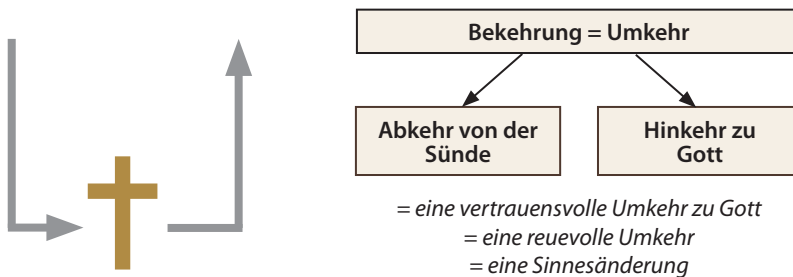 Bekehrung = Umkehr
Abkehr von der
Sünde
Hinkehr zu
Gott
= eine vertrauensvolle Umkehr zu Gott
= eine reuevolle Umkehr
= eine Sinnesänderung